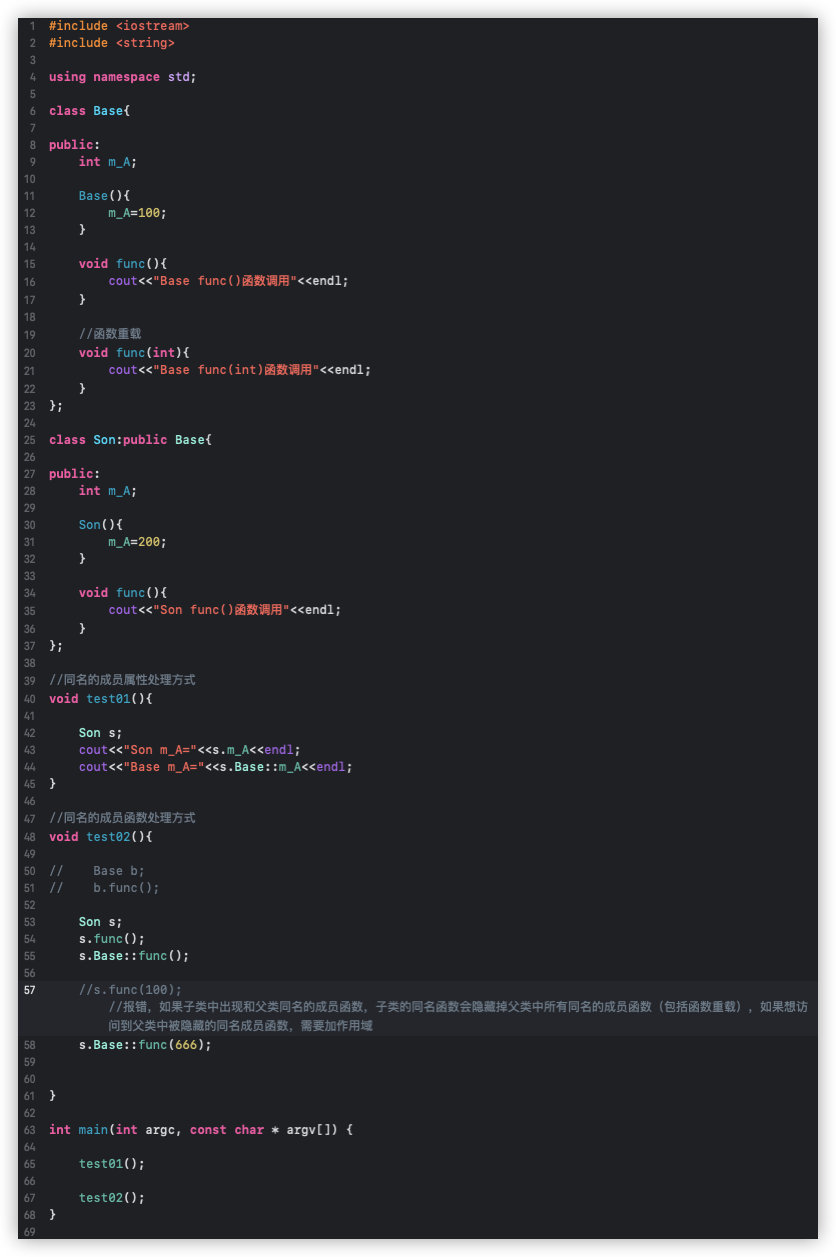 1 #include <iostream>
2 #include <string>
3
4 using namespace std;
5
6 class Base{
7
8 public:
9     int m_A;
10
11     Base(){
12         m_A=100;
13     }
14
15     void func(){
16         cout<<"Base func()函数调用"<<endl;
17     }
18
19     //函数重载
20     void func(int){
21         cout<<"Base func(int)函数调用"<<endl;
22     }
23 };
24
25 class Son:public Base{
26
27 public:
28     int m_A;
29
30     Son(){
31         m_A=200;
32     }
33
34     void func(){
35         cout<<"Son func()函数调用"<<endl;
36     }
37 };
38
39 //同名的成员属性处理方式
40 void test01(){
41
42     Son s;
43     cout<<"Son m_A="<<s.m_A<<endl;
44     cout<<"Base m_A="<<s.Base::m_A<<endl;
45 }
46
47 //同名的成员函数处理方式
48 void test02(){
49
50 //    Base b;
51 //    b.func();
52
53     Son s;
54     s.func();
55     s.Base::func();
56
57     //s.func(100);
        //报错，如果子类中出现和父类同名的成员函数，子类的同名函数会隐藏掉父类中所有同名的成员函数（包括函数重载），如果想访
        问到父类中被隐藏的同名成员函数，需要加作用域
58     s.Base::func(666);
59
60
61 }
62
63 int main(int argc, const char * argv[]) {
64
65     test01();
66
67     test02();
68 }
69